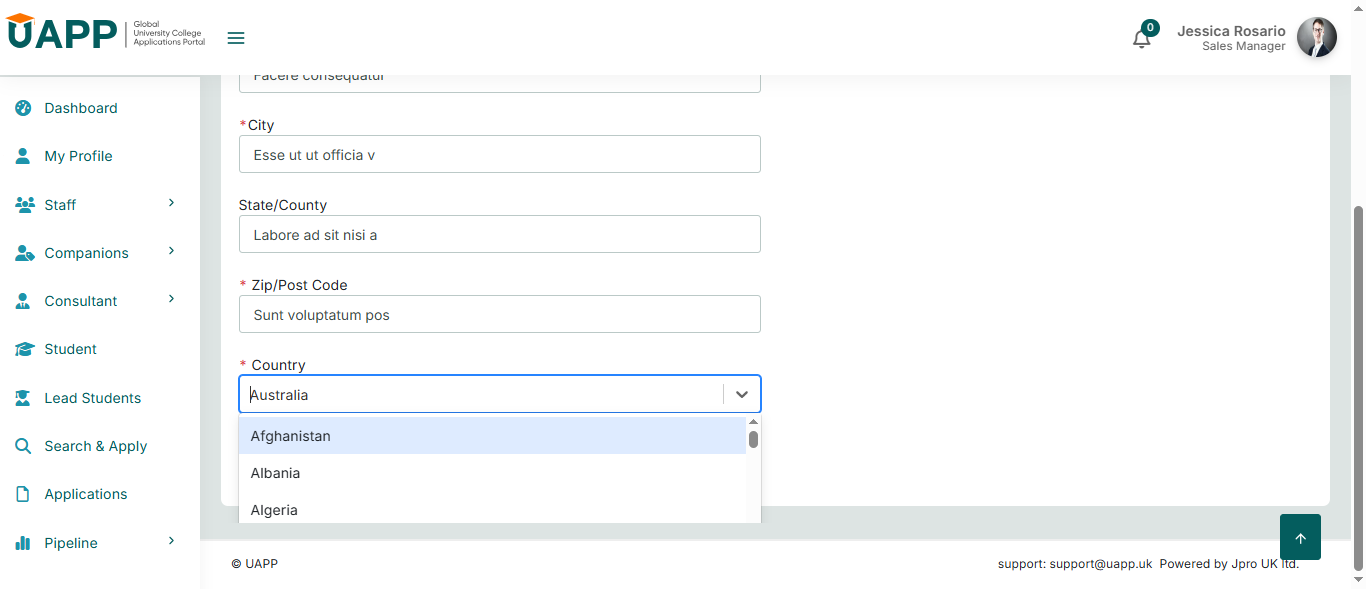 UAPP
Global
University College
Applications Portal
0
Jessica Rosario
Sales Manager
Dashboard
My Profile
Staff
Companions
Consultant
Student
Lead Students
Search & Apply
Applications
Pipeline
Facere consequatur
*City
Esse ut ut officia v
State/County
Labore ad sit nisi a
* Zip/Post Code
Sunt voluptatum pos
* Country
Australia
Afghanistan
Albania
Algeria
© UAPP
support: support@uapp.uk Powered by Jpro UK ltd.